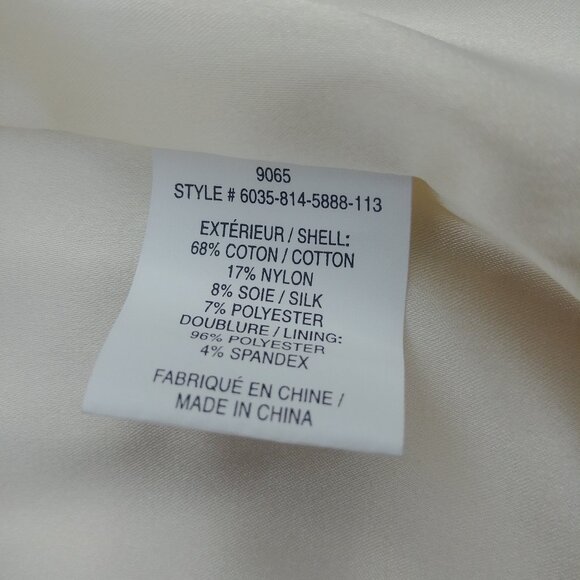 9065
STYLE # 6035-814-5888-113
EXTÉRIEUR / SHELL:
68% COTON / COTTON
17% NYLON
8% SOIE / SILK
7% POLYESTER
DOUBLURE / LINING:
96% POLYESTER
4% SPANDEX
FABRIQUÉ EN CHINE /
MADE IN CHINA